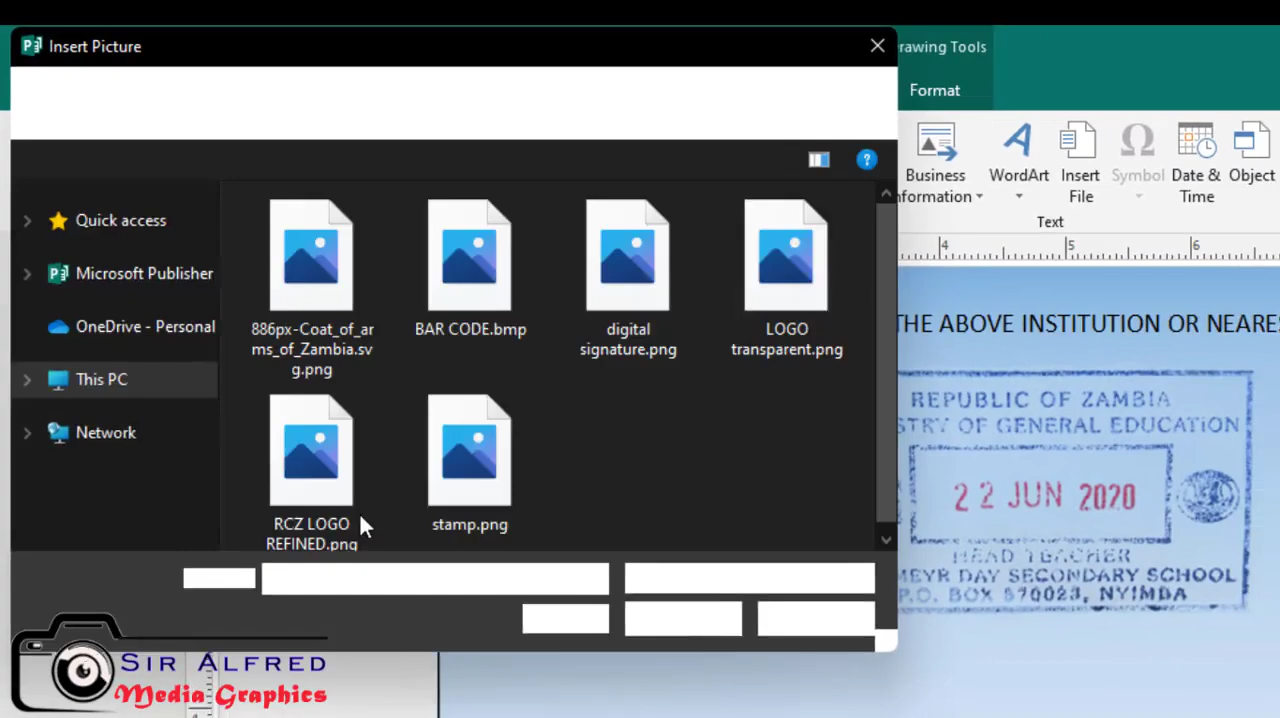 Insert Picture
Drawing Tools
Format
Business
Information
WordArt
Insert
File
Symbol
Date &
Time
Object
Text
4
5
6
Quick access
Microsoft Publisher
OneDrive - Personal
This PC
Network
886px-Coat_of_ar
ms_of_Zambia.sv
g.png
BAR CODE.bmp
digital
signature.png
LOGO
transparent.png
RCZ LOGO
REFINED.png
stamp.png
THE ABOVE INSTITUTION OR NEARES
REPUBLIC OF ZAMBIA
STRY OF GENERAL EDUCATION
22 JUN 2020
HEAD TEACHER
MEYR DAY SECONDARY SCHOOL
P.O. BOX 570023, NYIMBA
SIR ALFRED
Media Graphics